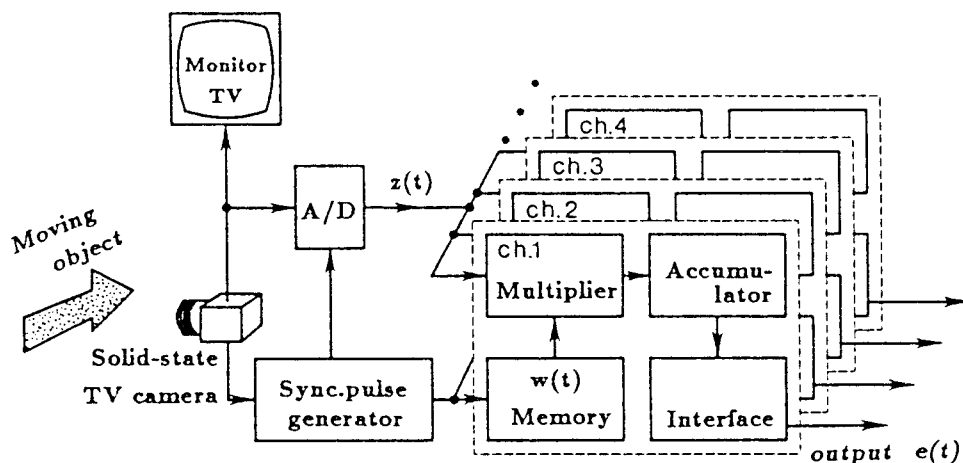 Monitor
TV
Moving
object
Solid-state
TV camera
A/D
z(t)
Sync.pulse
generator
ch.4
ch.3
ch.2
ch.1
Multiplier
Accumu-
lator
w(t)
Memory
Interface
output e(t)